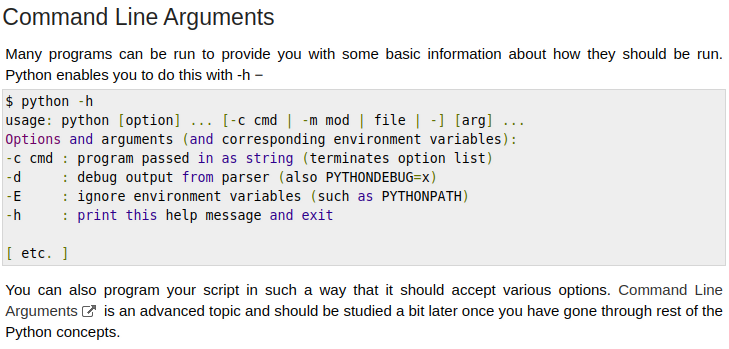 Command Line Arguments
Many programs can be run to provide you with some basic information about how they should be run.
Python enables you to do this with -h −
$ python -h
usage: python [option] ... [-c cmd | -m mod | file | -] [arg] ...
Options and arguments (and corresponding environment variables):
-c cmd : program passed in as string (terminates option list)
-d     : debug output from parser (also PYTHONDEBUG=x)
-E     : ignore environment variables (such as PYTHONPATH)
-h     : print this help message and exit
[ etc. ]
You can also program your script in such a way that it should accept various options. Command Line
Arguments is an advanced topic and should be studied a bit later once you have gone through rest of the
Python concepts.